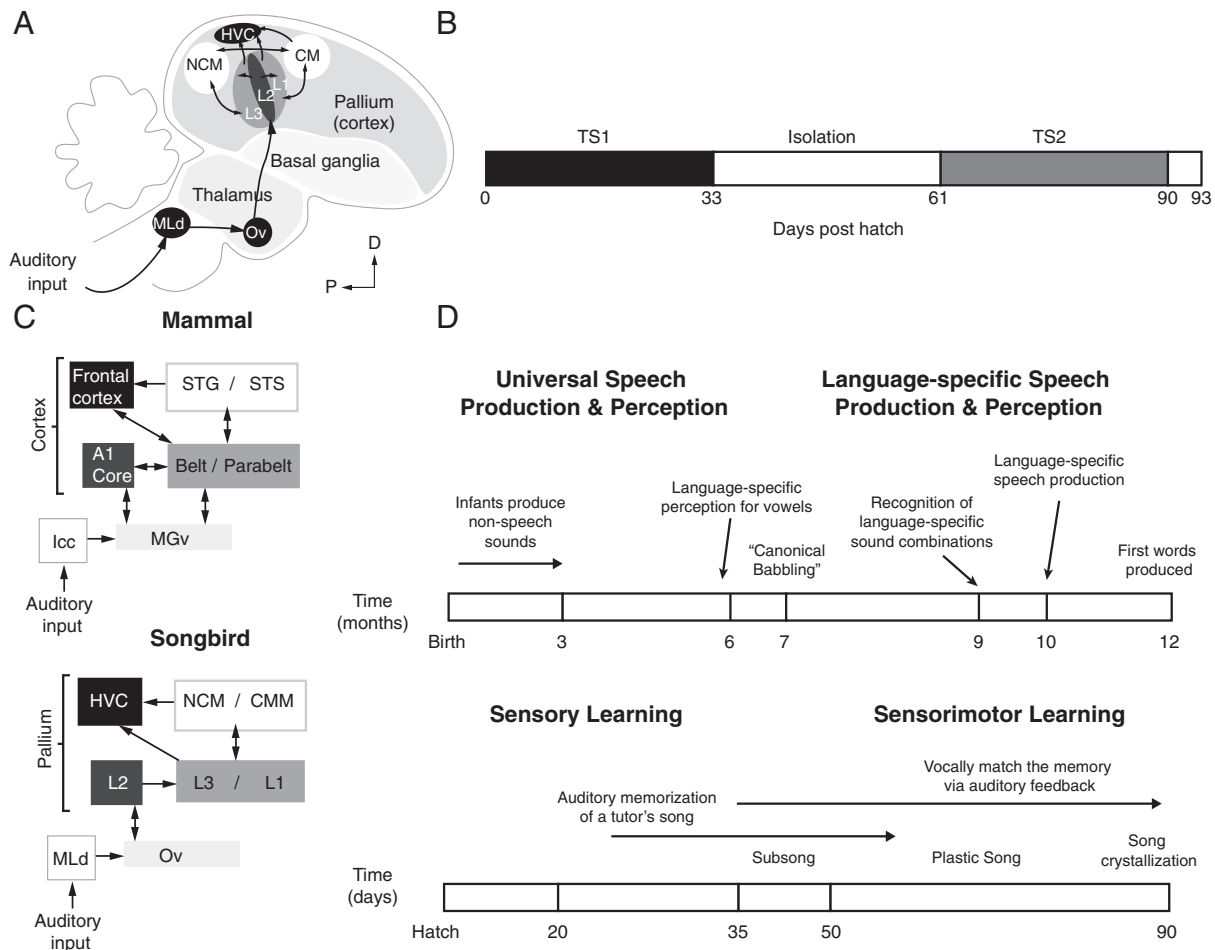 A
HVC
NCM
CM
L1
L2
L3
Pallium
(cortex)
Basal ganglia
Thalamus
MLd
Ov
Auditory
input
D
P
B
TS1
Isolation
TS2
0
33
61
90
93
Days post hatch
C
Mammal
Cortex
Frontal
cortex
STG / STS
A1
Core
Belt / Parabelt
Icc
MGv
Auditory
input
Songbird
Pallium
HVC
NCM / CMM
L2
L3 / L1
MLd
Ov
Auditory
input
D
Universal Speech
Production & Perception
Language-specific Speech
Production & Perception
Infants produce
non-speech
sounds
Language-specific
perception for vowels
"Canonical
Babbling"
Recognition of
language-specific
sound combinations
Language-specific
speech production
First words
produced
Time
(months)
Birth
3
6
7
9
10
12
Sensory Learning
Sensorimotor Learning
Auditory memorization
of a tutor's song
Vocally match the memory
via auditory feedback
Subsong
Plastic Song
Song
crystallization
Time
(days)
Hatch
20
35
50
90